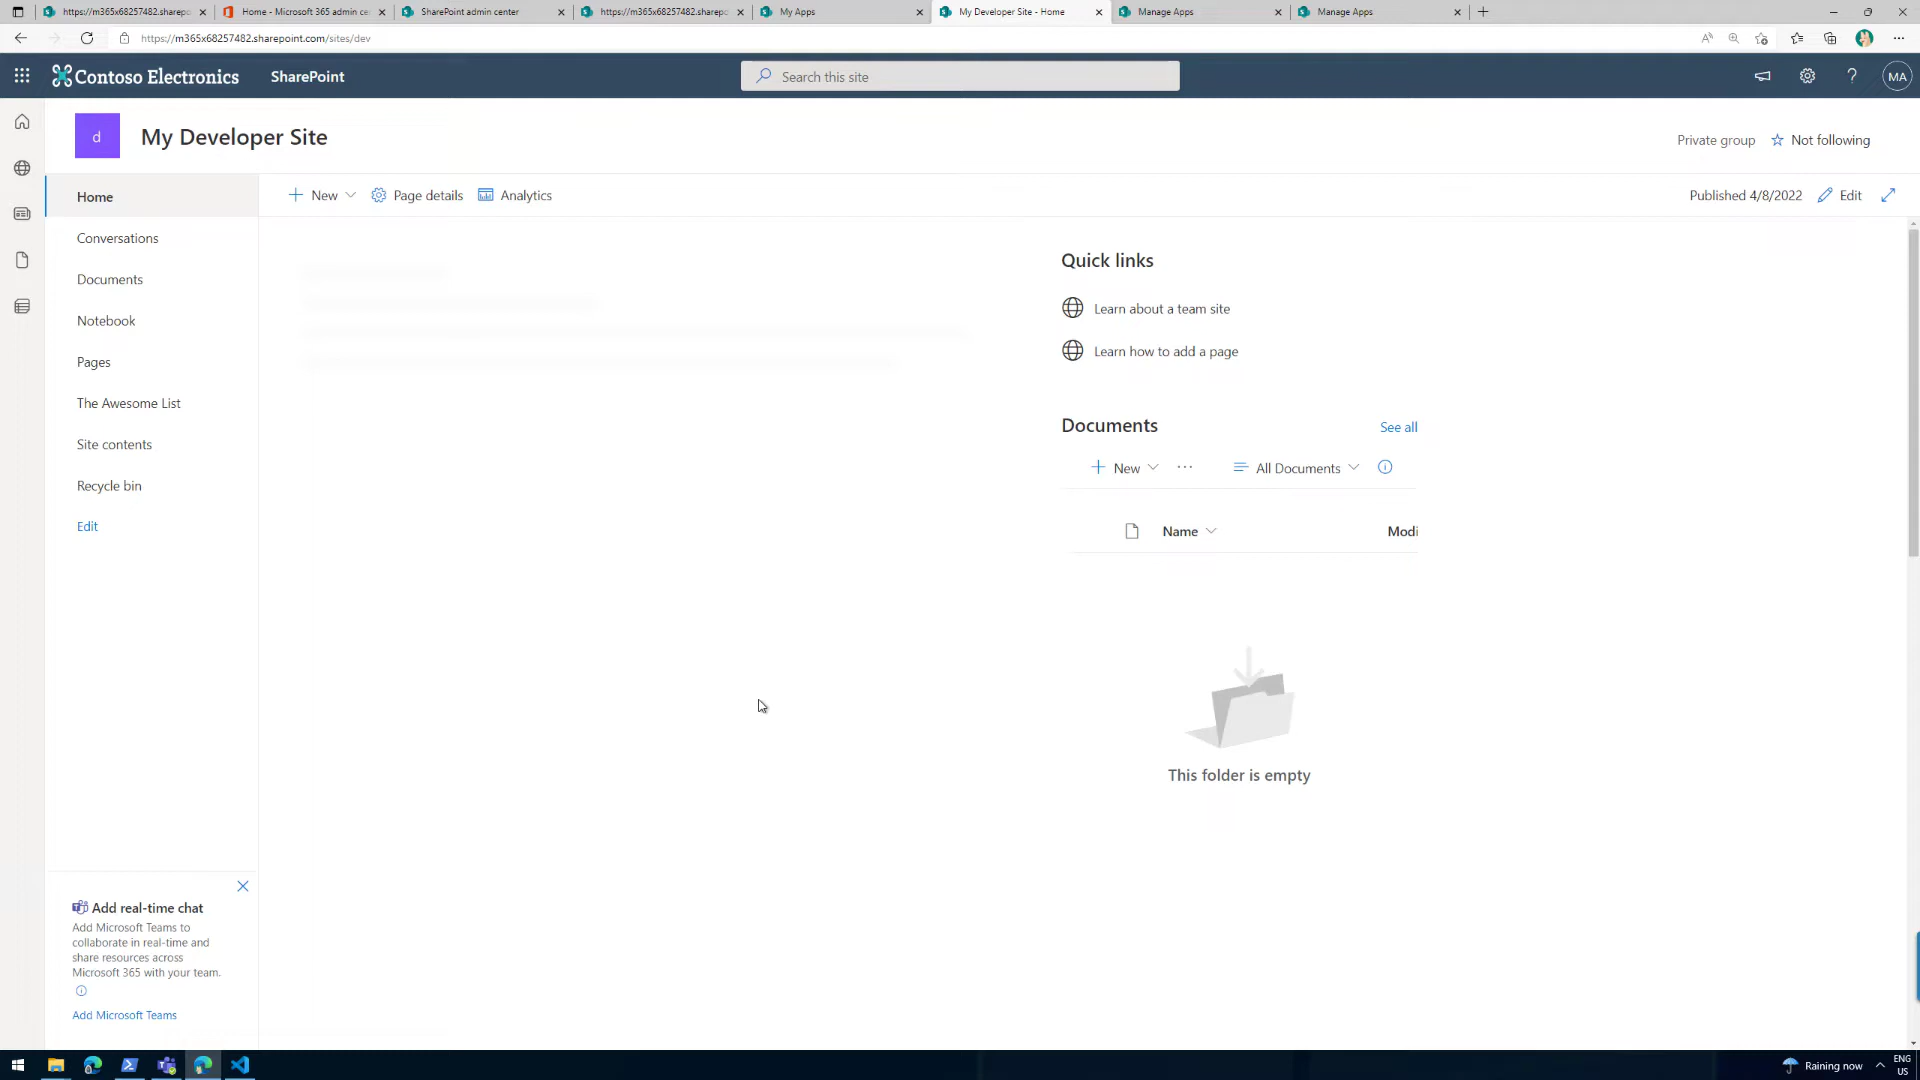 https://m365x68257482.sharepo
Home - Microsoft 365 admin ce
SharePoint admin center
https://m365x68257482.sharepo
My Apps
My Developer Site - Home
Manage Apps
Manage Apps
https://m365x68257482.sharepoint.com/sites/dev
Contoso Electronics
SharePoint
Search this site
MA
d
My Developer Site
Private group
Not following
Home
New
Page details
Analytics
Published 4/8/2022
Edit
Conversations
Documents
Notebook
Pages
The Awesome List
Site contents
Recycle bin
Edit
Quick links
Learn about a team site
Learn how to add a page
Documents
See all
New
All Documents
Name
Modi
This folder is empty
Add real-time chat
Add Microsoft Teams to
collaborate in real-time and
share resources across
Microsoft 365 with your team.
Add Microsoft Teams
Raining now
ENG
US